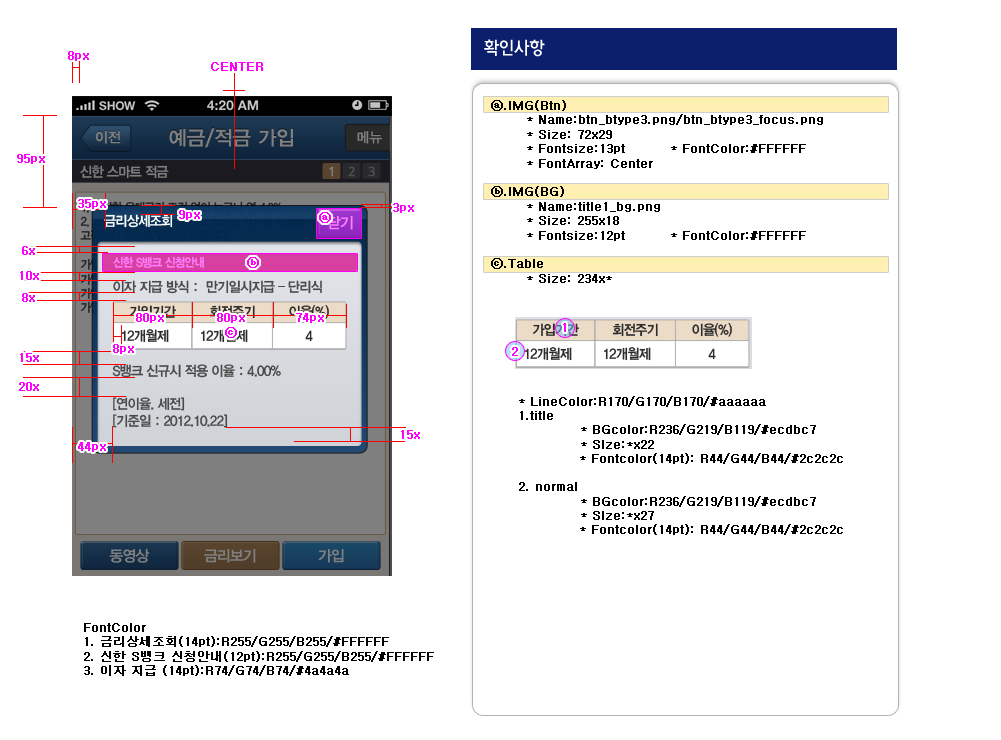 8px
CENTER
SHOW 4:20 AM
95px
이전 예금/적금 가입 메뉴
신한 스마트 적금 1 2 3
35px
3px
금리상세조회 9px ⓐ 닫기
2.
고
6x
신한 S뱅크 신청안내 ⓑ
가
10x
이자 지급 방식 : 만기일시지급 - 단리식
8x
가입기간 회전주기 이율(%)
80px 80px 74px
12개월제 12개월제 4
ⓒ
8px
15x
S뱅크 신규시 적용 이율 : 4.00%
20x
[연이율, 세전]
[기준일 : 2012.10.22]
15x
44px
동영상 금리보기 가입
FontColor
1. 금리상세조회(14pt):R255/G255/B255/#FFFFFF
2. 신한 S뱅크 신청안내(12pt):R255/G255/B255/#FFFFFF
3. 이자 지급 (14pt):R74/G74/B74/#4a4a4a
확인사항
ⓐ.IMG(Btn)
* Name:btn_btype3.png/btn_btype3_focus.png
* Size: 72x29
* Fontsize:13pt * FontColor:#FFFFFF
* FontArray: Center
ⓑ.IMG(BG)
* Name:title1_bg.png
* Size: 255x18
* Fontsize:12pt * FontColor:#FFFFFF
ⓒ.Table
* Size: 234x*
가입기간 회전주기 이율(%)
1
2
12개월제 12개월제 4
* LineColor:R170/G170/B170/#aaaaaa
1.title
* BGcolor:R236/G219/B119/#ecdbc7
* SIze:*x22
* Fontcolor(14pt): R44/G44/B44/#2c2c2c
2. normal
* BGcolor:R236/G219/B119/#ecdbc7
* SIze:*x27
* Fontcolor(14pt): R44/G44/B44/#2c2c2c